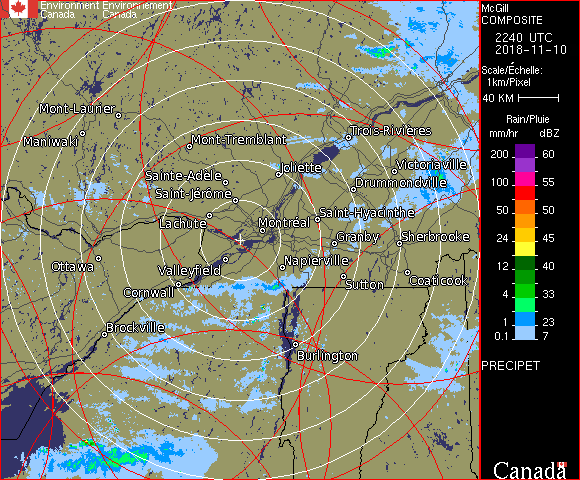 Environment Environnement
Canada Canada
McGill
COMPOSITE
2240 UTC
2018-11-10
Scale/Échelle:
1km/Pixel
40 KM
Rain/Pluie
mm/hr dBZ
200 60
150 57
100 55
50 50
24 45
12 40
4 33
1 23
0.1 7
PRECIPET
Canada
Mont-Laurier
Maniwaki
Mont-Tremblant
Trois-Rivières
Joliette
Victoriaville
Sainte-Adèle
Drummondville
Saint-Jérôme
Lachute
Saint-Hyacinthe
Montréal
Granby
Sherbrooke
Ottawa
Valleyfield
Napierville
Cornwall
Sutton
Coaticook
Brockville
Burlington